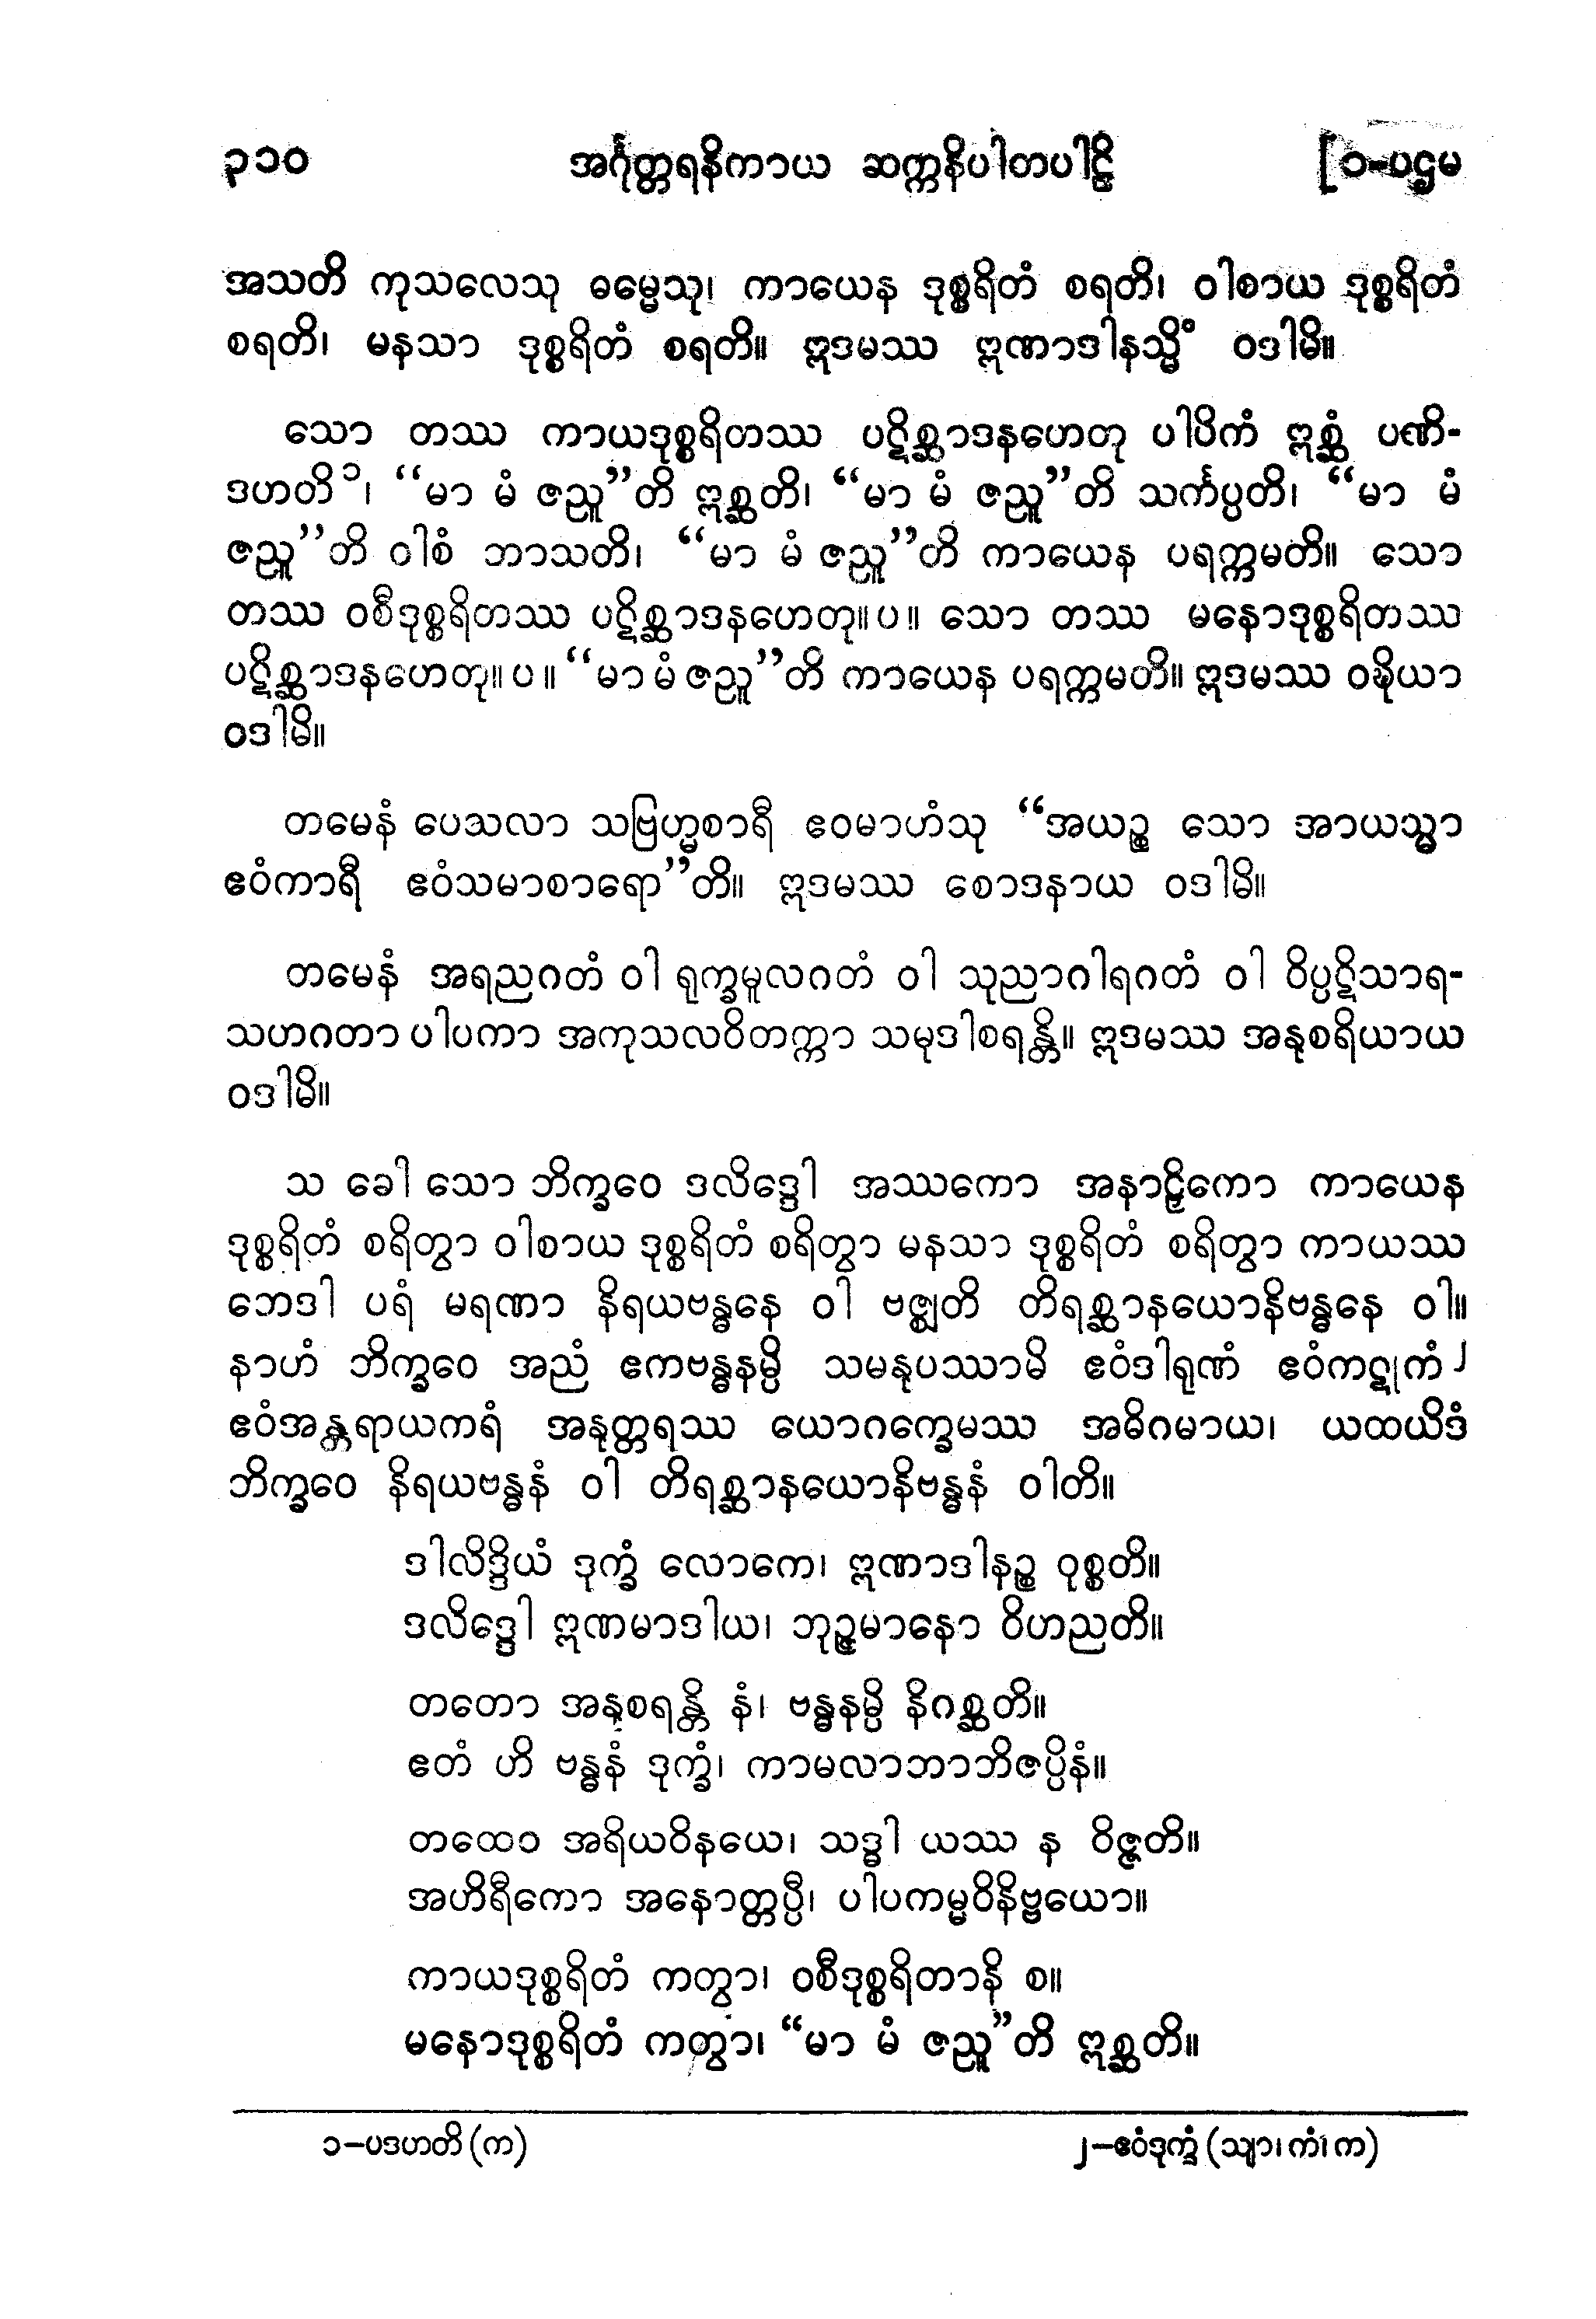 ၃၁၀ အင်္ဂုတ္တရနိကာယ ဆက္ကနိပါတပါဠိ [၁-ပဌမ
အသတိ ကုသလေသု ဓမ္မေသု၊ ကာယေန ဒုစ္စရိတံ စရတိ၊ ဝါစာယ ဒုစ္စရိတံ
စရတိ၊ မနသာ ဒုစ္စရိတံ စရတိ။ ဣဒမဿ ဣဏာဒါနသ္မိံ ဝဒါမိ။
သော တဿ ကာယဒုစ္စရိတဿ ပဋိစ္ဆာဒနဟေတု ပါပိကံ ဣစ္ဆံ ပဏိ-
ဒဟတိ၁၊ “မာ မံ ဇညူ”တိ ဣစ္ဆတိ၊ “မာ မံ ဇညူ”တိ သင်္ကပ္ပတိ၊ “မာ မံ
ဇညူ”တိ ဝါစံ ဘာသတိ၊ “မာ မံ ဇညူ”တိ ကာယေန ပရက္ကမတိ။ သော
တဿ ဝစီဒုစ္စရိတဿ ပဋိစ္ဆာဒနဟေတု။ပ။ သော တဿ မနောဒုစ္စရိတဿ
ပဋိစ္ဆာဒနဟေတု။ပ။ “မာ မံ ဇညူ”တိ ကာယေန ပရက္ကမတိ။ ဣဒမဿ ဝဍ္ဎိယာ
ဝဒါမိ။
တမေနံ ပေသလာ သဗြဟ္မစာရီ ဧဝမာဟံသု “အယဉ္စ သော အာယသ္မာ
ဧဝံကာရီ ဧဝံသမာစာရော”တိ။ ဣဒမဿ စောဒနာယ ဝဒါမိ။
တမေနံ အရညဂတံ ဝါ ရုက္ခမူလဂတံ ဝါ သုညာဂါရဂတံ ဝါ ဝိပ္ပဋိသာရ-
သဟဂတာ ပါပကာ အကုသလဝိတက္ကာ သမုဒါစရန္တိ။ ဣဒမဿ အနုစရိယာယ
ဝဒါမိ။
သ ခေါ သော ဘိက္ခဝေ ဒလိဒ္ဒေါ အဿကော အနာဠှိကော ကာယေန
ဒုစ္စရိတံ စရိတွာ ဝါစာယ ဒုစ္စရိတံ စရိတွာ မနသာ ဒုစ္စရိတံ စရိတွာ ကာယဿ
ဘေဒါ ပရံ မရဏာ နိရယဗန္ဓနေ ဝါ ဗဇ္ဈတိ တိရစ္ဆာနယောနိဗန္ဓနေ ဝါ။
နာဟံ ဘိက္ခဝေ အညံ ဧကဗန္ဓနမ္ပိ သမနုပဿာမိ ဧဝံဒါရုဏံ ဧဝံကဋုကံ၂
ဧဝံအန္တရာယကရံ အနုတ္တရဿ ယောဂက္ခေမဿ အဓိဂမာယ၊ ယထယိဒံ
ဘိက္ခဝေ နိရယဗန္ဓနံ ဝါ တိရစ္ဆာနယောနိဗန္ဓနံ ဝါတိ။
ဒါလိဒ္ဒိယံ ဒုက္ခံ လောကေ၊ ဣဏာဒါနဉ္စ ဝုစ္စတိ။
ဒလိဒ္ဒေါ ဣဏမာဒါယ၊ ဘုဉ္ဇမာနော ဝိဟညတိ။
တတော အနုစရန္တိ နံ၊ ဗန္ဓနမ္ပိ နိဂစ္ဆတိ။
ဧတံ ဟိ ဗန္ဓနံ ဒုက္ခံ၊ ကာမလာဘာဘိဇပ္ပိနံ။
တထေဝ အရိယဝိနယေ၊ သဒ္ဓါ ယဿ န ဝိဇ္ဇတိ။
အဟိရီကော အနောတ္တပ္ပီ၊ ပါပကမ္မဝိနိဗ္ဗယော။
ကာယဒုစ္စရိတံ ကတွာ၊ ဝစီဒုစ္စရိတာနိ စ။
မနောဒုစ္စရိတံ ကတွာ၊ “မာ မံ ဇညူ”တိ ဣစ္ဆတိ။
၁–ပဒဟတိ (က) ၂–ဧဝံဒုက္ခံ (သျာ၊ ကံ၊ က)